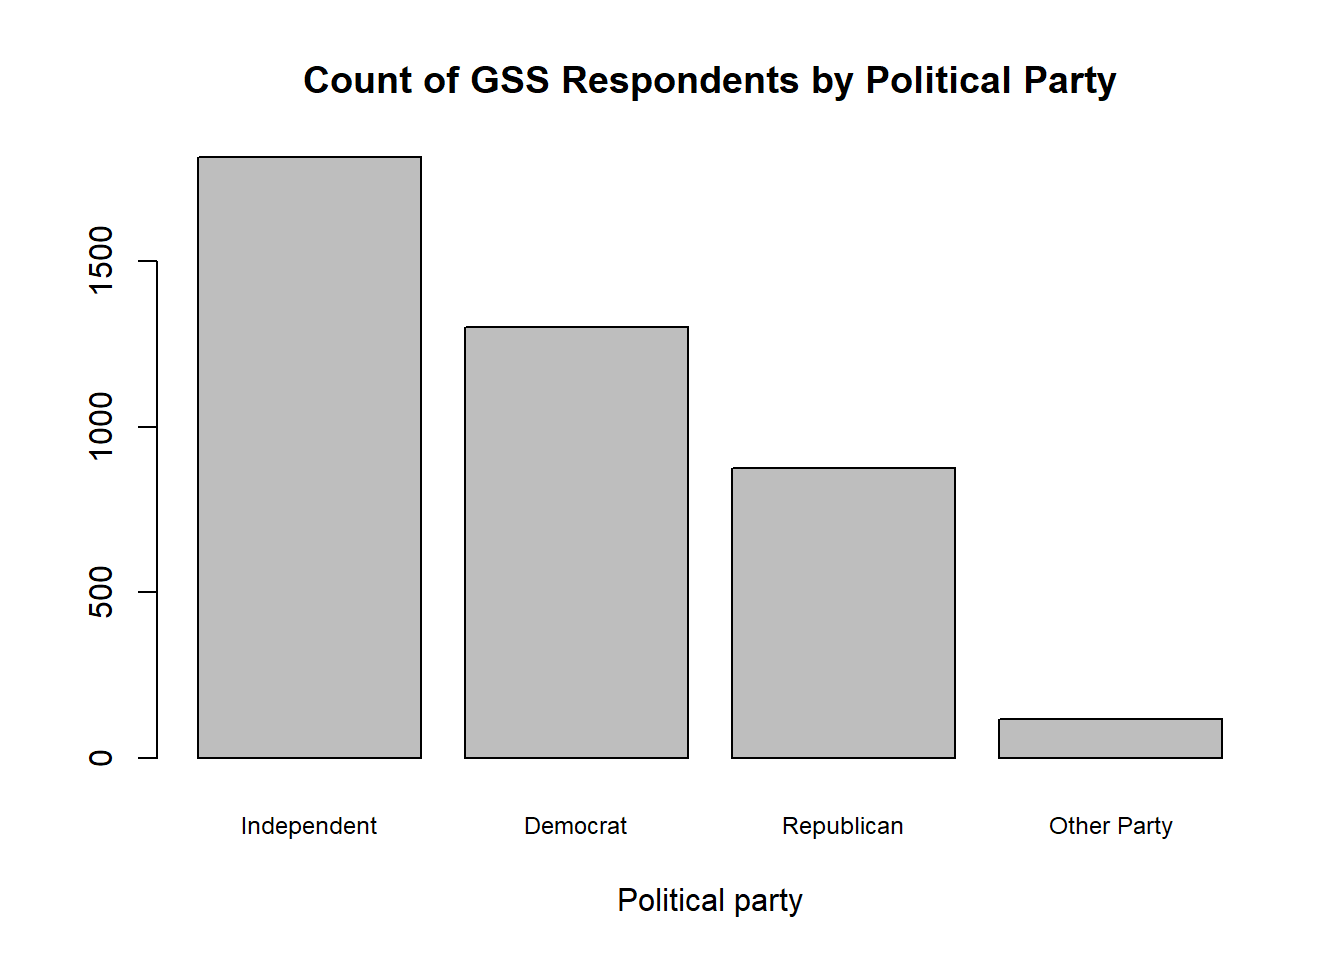 Count of GSS Respondents by Political Party
1500
1000
500
0
Independent Democrat Republican Other Party
Political party